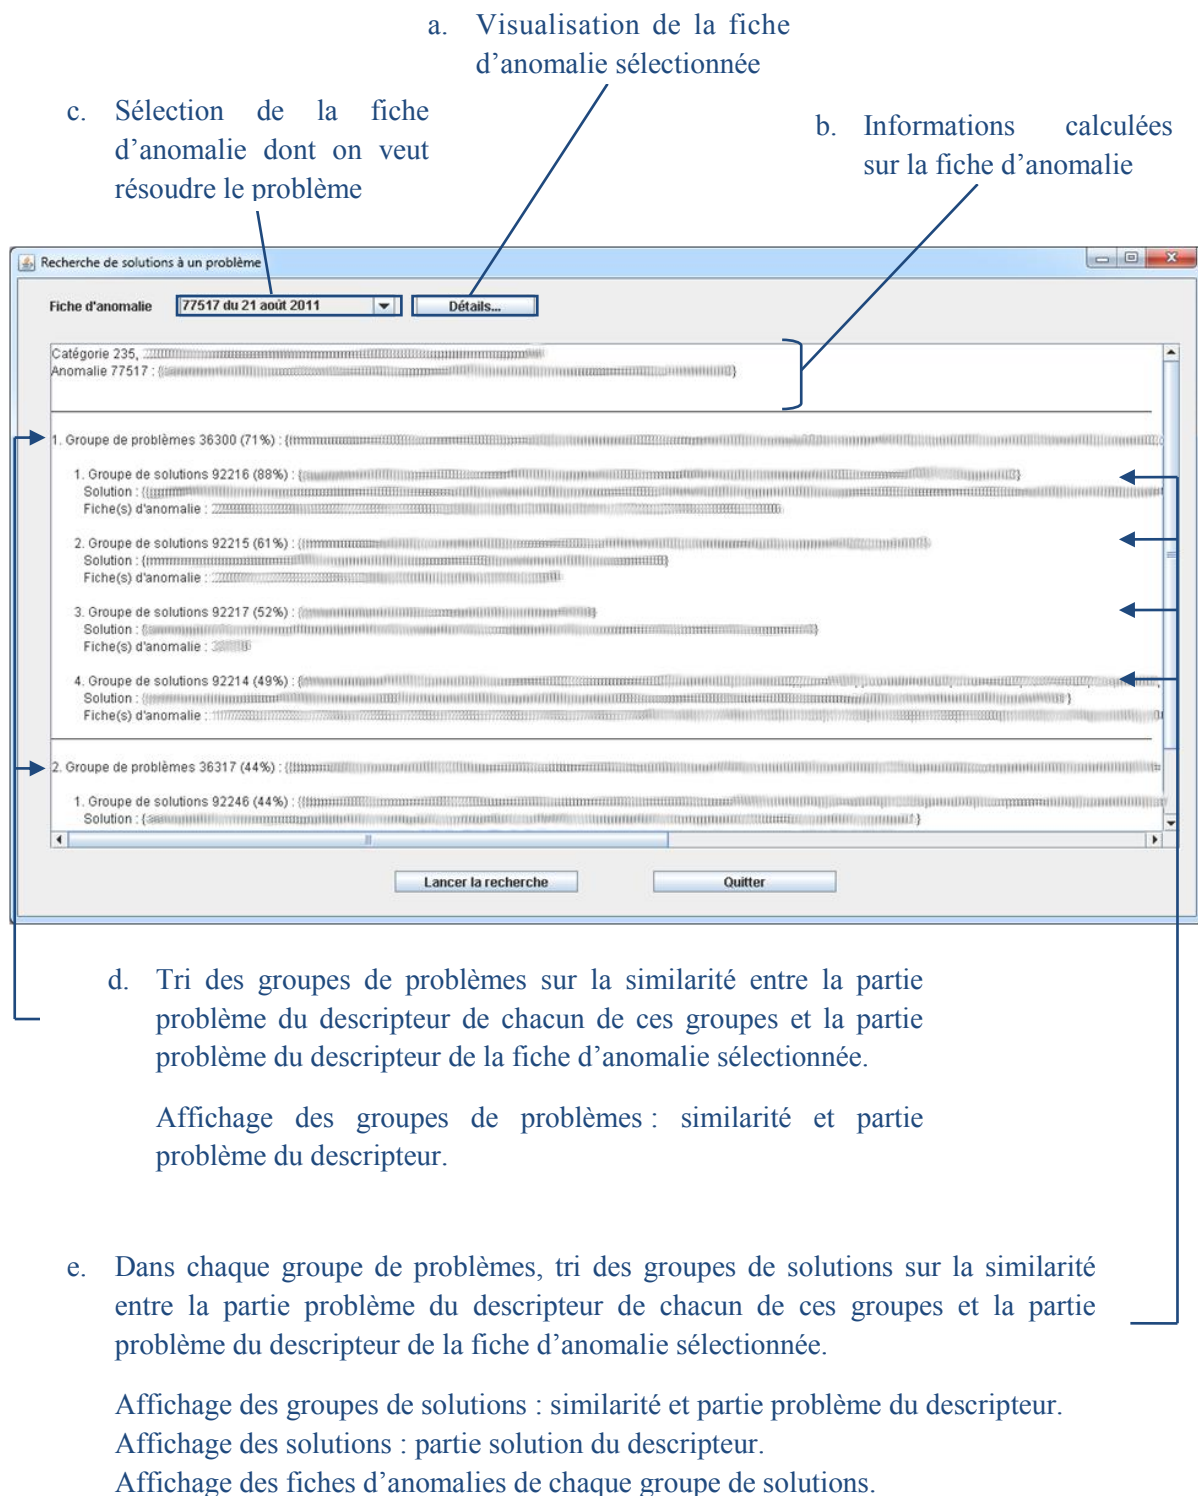 a. Visualisation de la fiche
d’anomalie sélectionnée
c. Sélection de la fiche
d’anomalie dont on veut
résoudre le problème
b. Informations calculées
sur la fiche d’anomalie
Recherche de solutions à un problème
Fiche d'anomalie 77517 du 21 août 2011 Détails...
Catégorie 235,
Anomalie 77517 : {
1. Groupe de problèmes 36300 (71%) : {
1. Groupe de solutions 92216 (88%) : {
Solution : {
Fiche(s) d'anomalie :
2. Groupe de solutions 92215 (61%) : {
Solution : {
Fiche(s) d'anomalie :
3. Groupe de solutions 92217 (52%) : {
Solution : {
Fiche(s) d'anomalie :
4. Groupe de solutions 92214 (49%) : {
Solution : {
Fiche(s) d'anomalie :
2. Groupe de problèmes 36317 (44%) : {
1. Groupe de solutions 92246 (44%) : {
Solution : {
Lancer la recherche Quitter
d. Tri des groupes de problèmes sur la similarité entre la partie
problème du descripteur de chacun de ces groupes et la partie
problème du descripteur de la fiche d’anomalie sélectionnée.
Affichage des groupes de problèmes : similarité et partie
problème du descripteur.
e. Dans chaque groupe de problèmes, tri des groupes de solutions sur la similarité
entre la partie problème du descripteur de chacun de ces groupes et la partie
problème du descripteur de la fiche d’anomalie sélectionnée.
Affichage des groupes de solutions : similarité et partie problème du descripteur.
Affichage des solutions : partie solution du descripteur.
Affichage des fiches d’anomalies de chaque groupe de solutions.